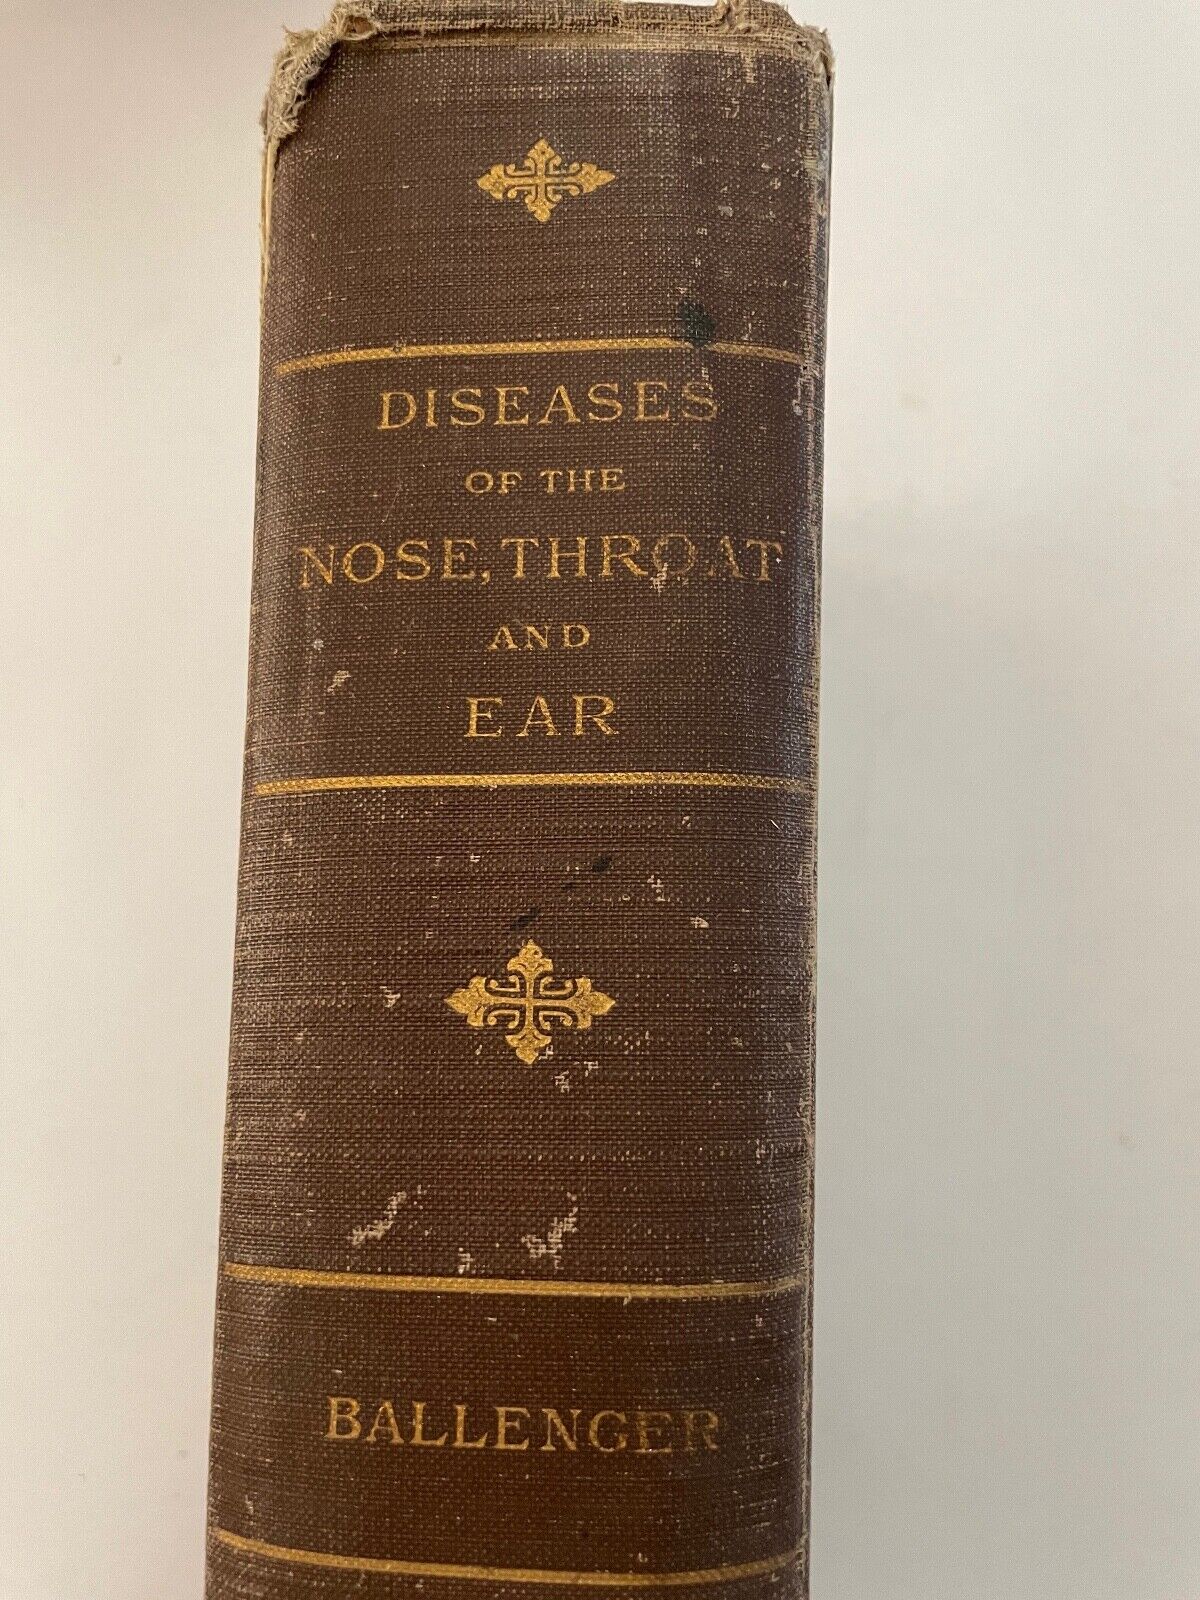 DISEASES
OF THE
NOSE, THROAT
AND
EAR
BALLENGER